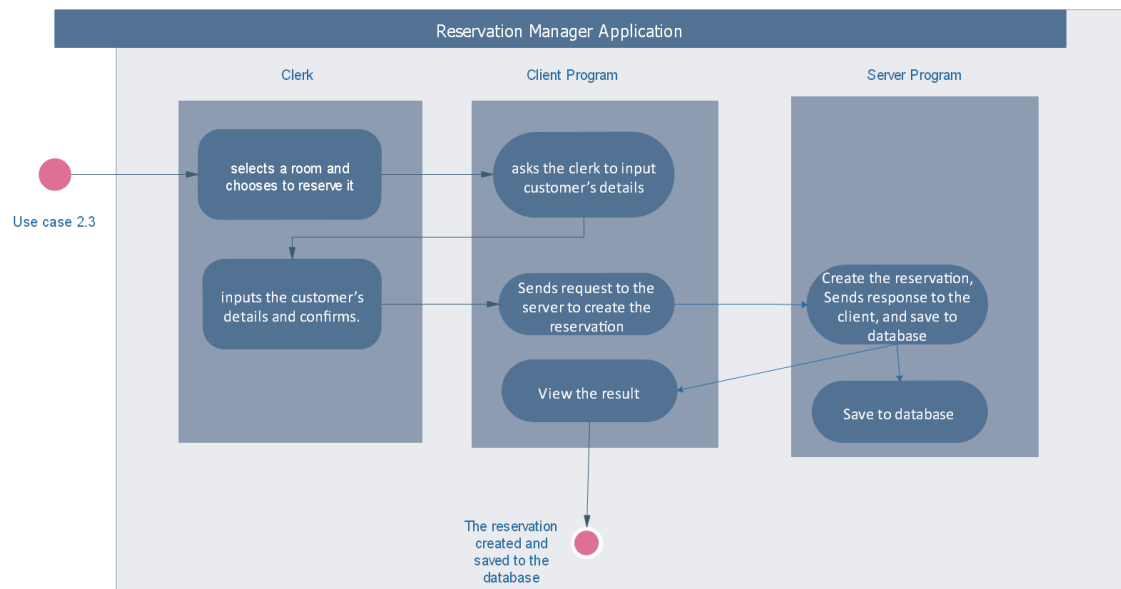 Reservation Manager Application
Clerk
Client Program
Server Program
selects a room and
chooses to reserve it
asks the clerk to input
customer’s details
Use case 2.3
inputs the customer’s
details and confirms.
Sends request to the
server to create the
reservation
Create the reservation,
Sends response to the
client, and save to
database
View the result
Save to database
The reservation
created and
saved to the
database